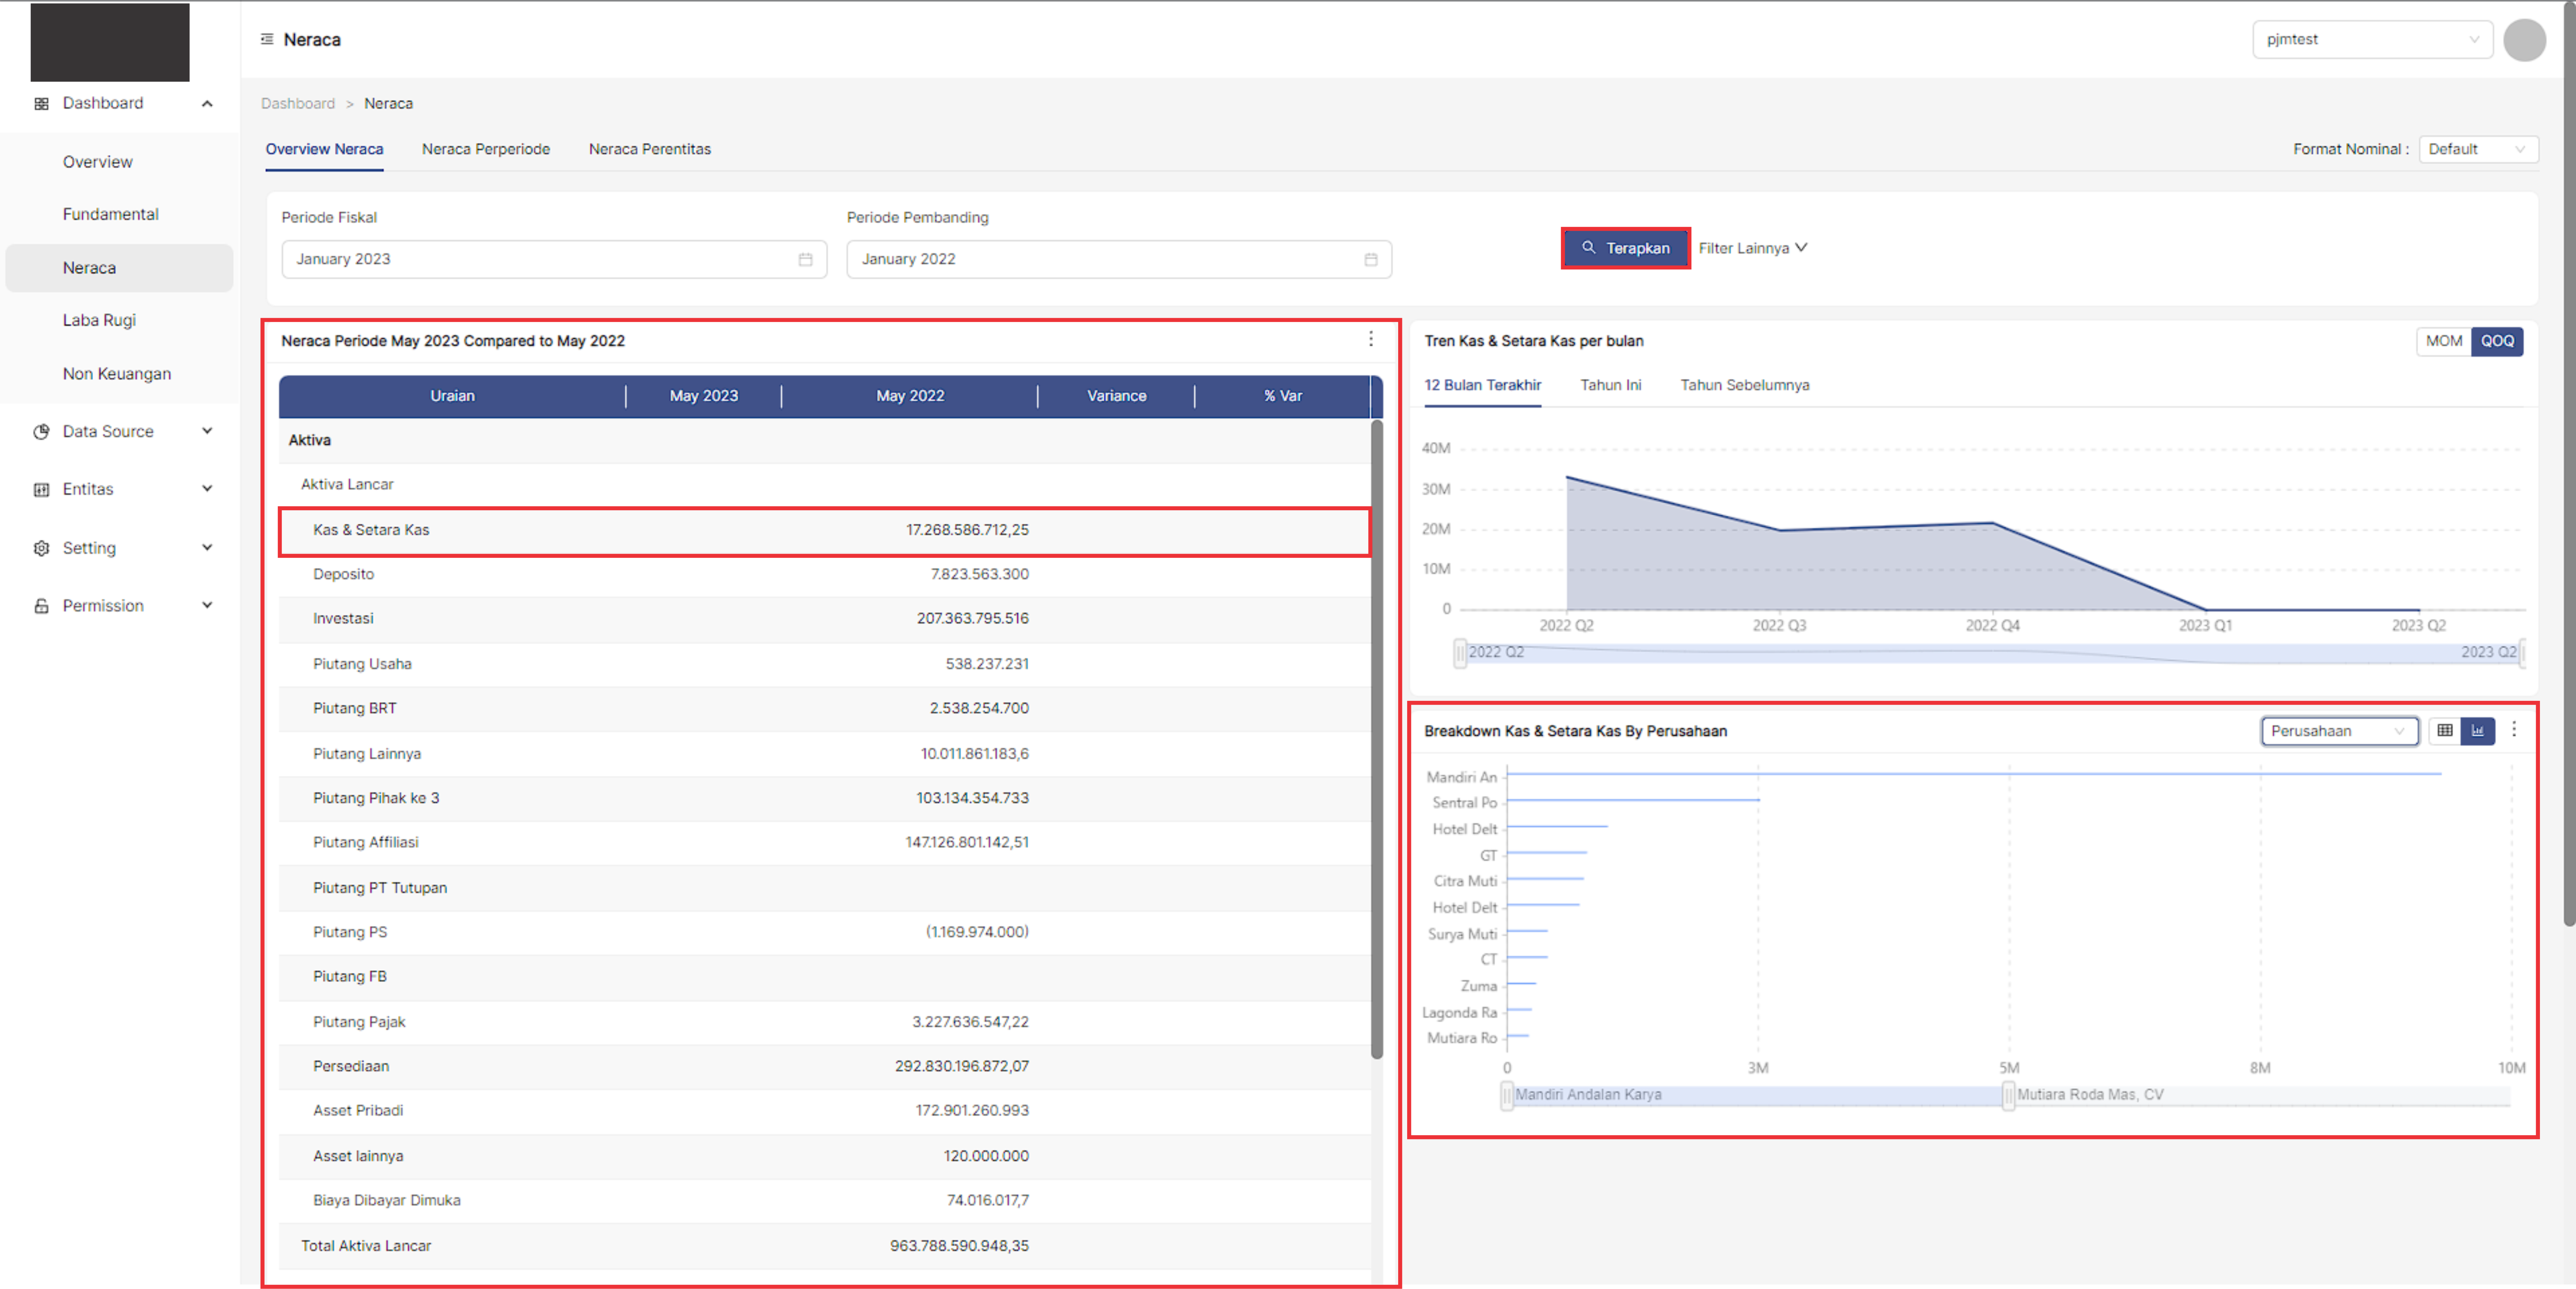 Neraca
pjmtest
Dashboard
Overview
Fundamental
Neraca
Laba Rugi
Non Keuangan
Data Source
Entitas
Setting
Permission
Dashboard > Neraca
Overview Neraca Neraca Perperiode Neraca Perentitas
Format Nominal : Default
Periode Fiskal
January 2023
Periode Pembanding
January 2022
Terapkan
Filter Lainnya
Neraca Periode May 2023 Compared to May 2022
Uraian May 2023 May 2022 Variance % Var
Aktiva
Aktiva Lancar
Kas & Setara Kas 17.268.586.712,25
Deposito 7.823.563.300
Investasi 207.363.795.516
Piutang Usaha 538.237.231
Piutang BRT 2.538.254.700
Piutang Lainnya 10.011.861.183,6
Piutang Pihak ke 3 103.134.354.733
Piutang Affiliasi 147.126.801.142,51
Piutang PT Tutupan
Piutang PS (1.169.974.000)
Piutang FB
Piutang Pajak 3.227.636.547,22
Persediaan 292.830.196.872,07
Asset Pribadi 172.901.260.993
Asset lainnya 120.000.000
Biaya Dibayar Dimuka 74.016.017,7
Total Aktiva Lancar 963.788.590.948,35
Tren Kas & Setara Kas per bulan
MOM QOQ
12 Bulan Terakhir Tahun Ini Tahun Sebelumnya
40M
30M
20M
10M
0
2022 Q2 2022 Q3 2022 Q4 2023 Q1 2023 Q2
2022 Q2 2023 Q2
Breakdown Kas & Setara Kas By Perusahaan
Perusahaan
Mandiri An
Sentral Po
Hotel Delt
GT
Citra Muti
Hotel Delt
Surya Muti
CT
Zuma
Lagonda Ra
Mutiara Ro
0 3M 5M 8M 10M
Mandiri Andalan Karya Mutiara Roda Mas, CV